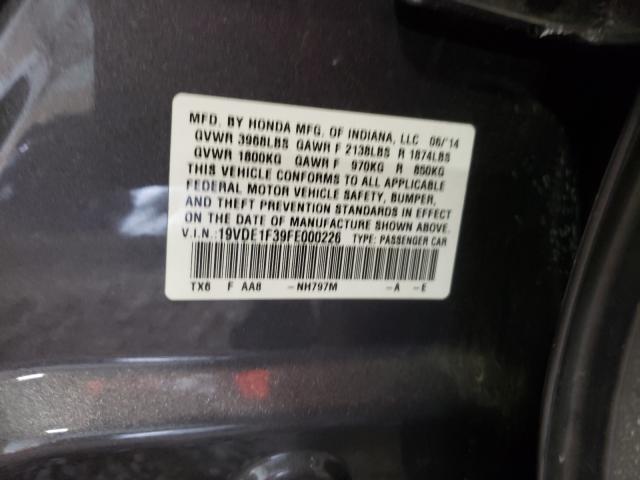 MFD. BY HONDA MFG. OF INDIANA, LLC 06/'14
GVWR 3968LBS GAWR F 2138LBS R 1874LBS
GVWR 1800KG GAWR F 970KG R 850KG
THIS VEHICLE CONFORMS TO ALL APPLICABLE
FEDERAL MOTOR VEHICLE SAFETY, BUMPER,
AND THEFT PREVENTION STANDARDS IN EFFECT
ON THE DATE OF MANUFACTURE SHOWN ABOVE.
V.I.N.: 19VDE1F39FE000226 TYPE: PASSENGER CAR
TX6 F AA8 -NH797M -A -E